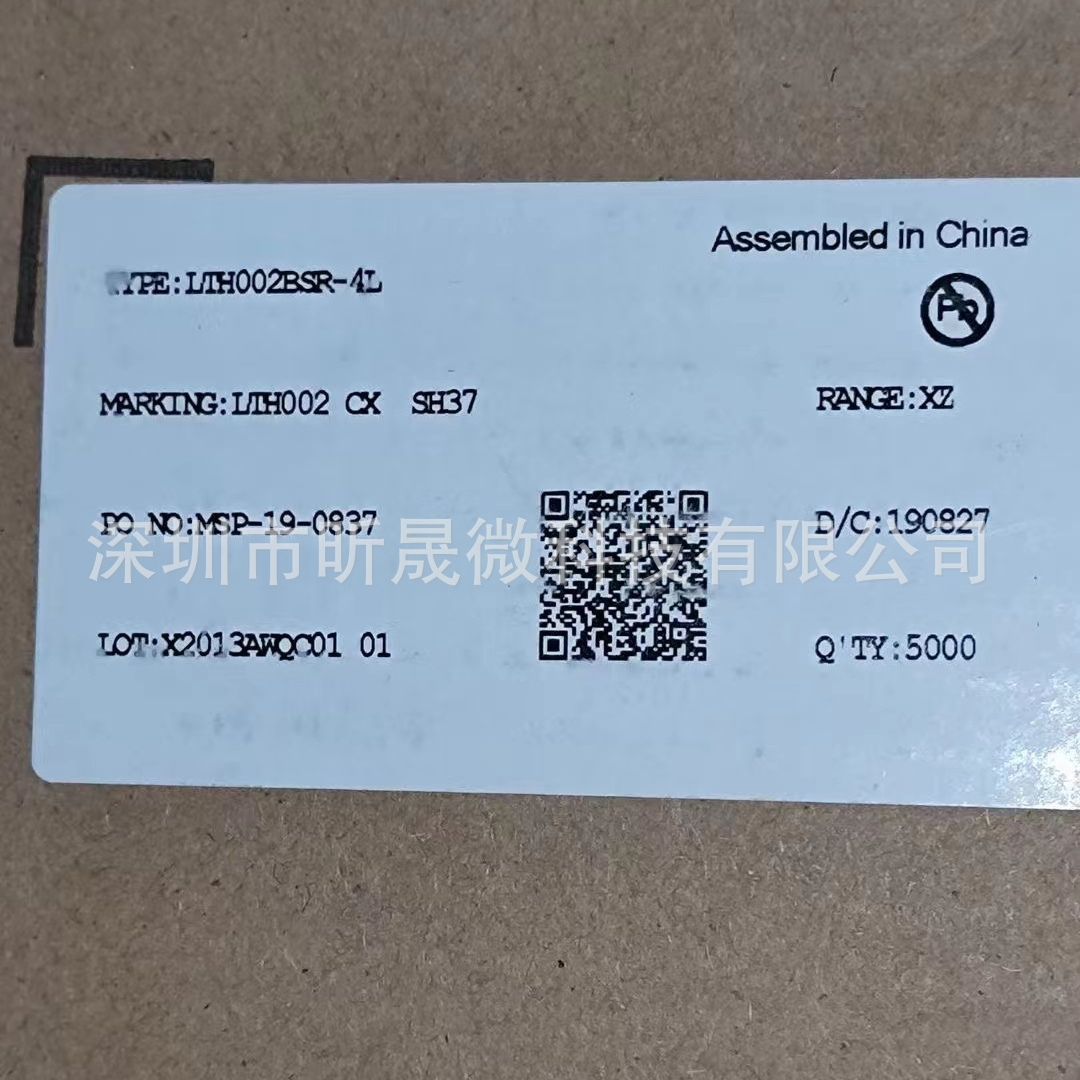 Assembled in China
TYPE:LTH002BSR-4L
Pb
MARKING:LTH002 CX SH37
RANGE:XZ
PO NO:MSP-19-0837
D/C:190827
深圳市昕晟微科技有限公司
LOT:X2013AWQC01 01
Q'TY:5000